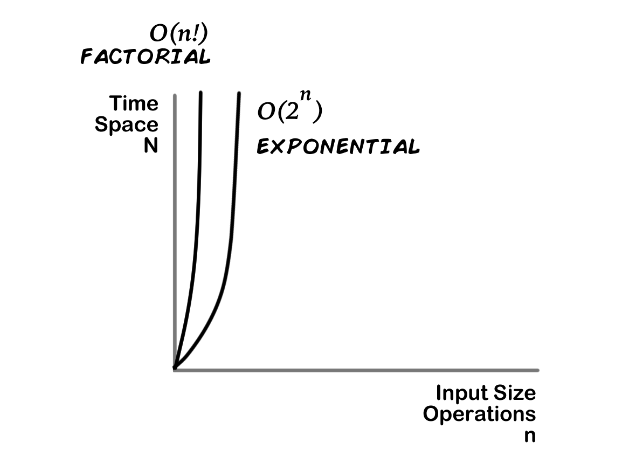 O(n!)
FACTORIAL
Time
Space
N
O(2^n)
EXPONENTIAL
Input Size
Operations
n